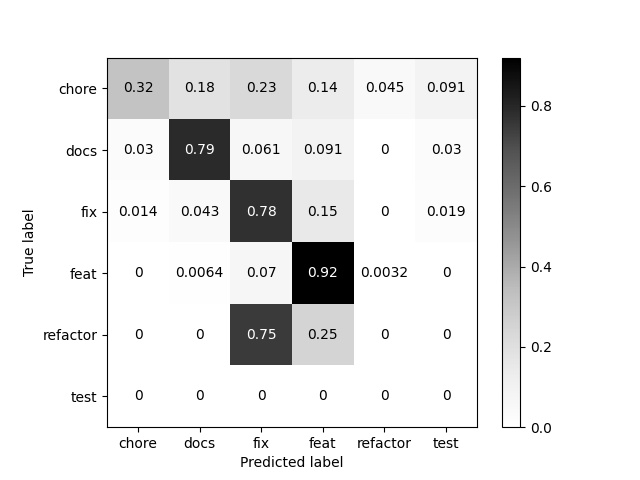 chore 0.32 0.18 0.23 0.14 0.045 0.091
docs 0.03 0.79 0.061 0.091 0 0.03
fix 0.014 0.043 0.78 0.15 0 0.019
feat 0 0.0064 0.07 0.92 0.0032 0
refactor 0 0 0.75 0.25 0 0
test 0 0 0 0 0 0
chore docs fix feat refactor test
Predicted label
True label
0.8
0.6
0.4
0.2
0.0